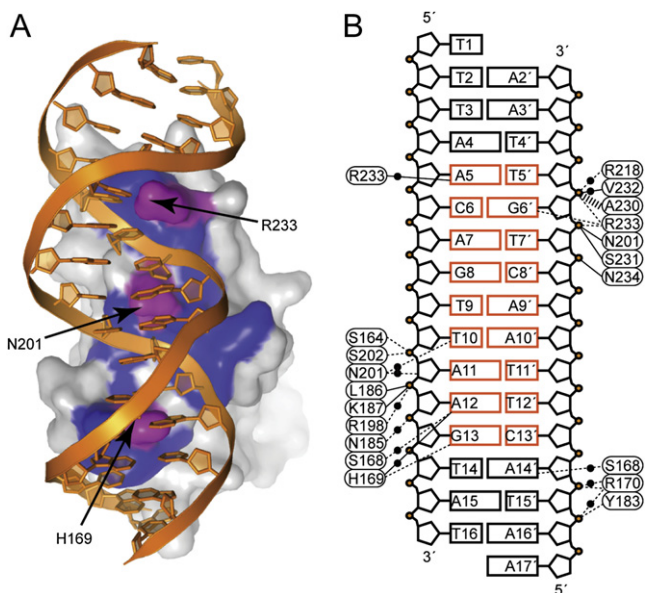 A
R233
N201
H169
B
5´
3´
T1
T2 A2´
T3 A3´
A4 T4´
R233 A5 T5´ R218
V232
A230
C6 G6´ R233
N201
A7 T7´ S231
N234
G8 C8´
T9 A9´
S164 T10 A10´
S202
N201 A11 T11´
L186
K187 A12 T12´
R198
N185 G13 C13´
S168
H169 T14 A14´ S168
R170
A15 T15´ Y183
T16 A16´
3´ A17´
5´